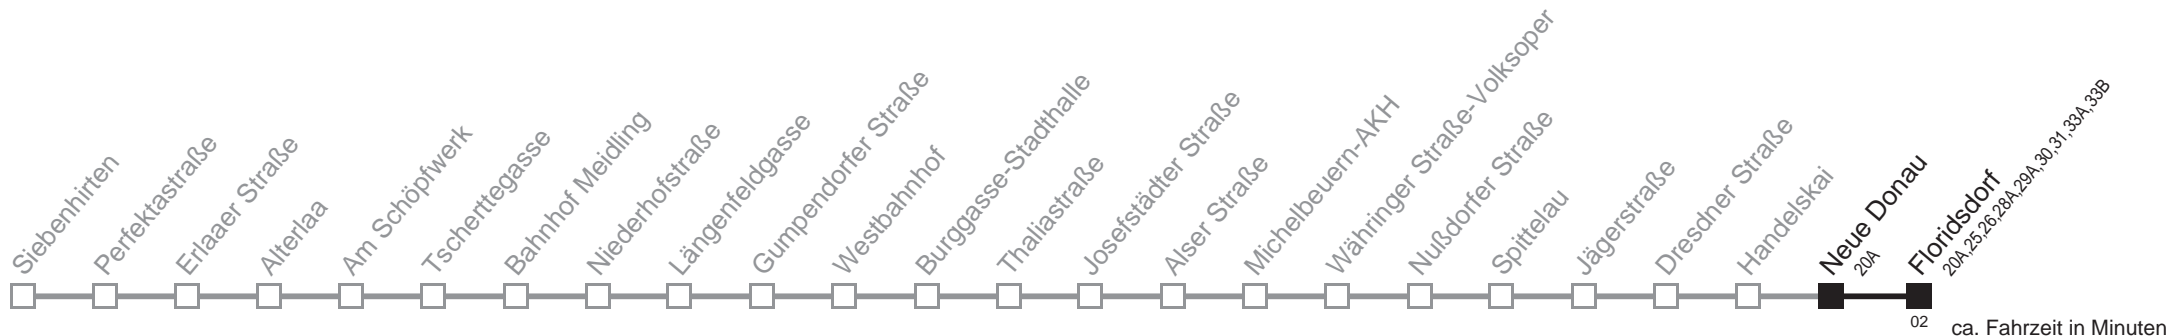 Siebenhirten
Perfektastraße
Erlaaer Straße
Alterlaa
Am Schöpfwerk
Tscherttegasse
Bahnhof Meidling
Niederhofstraße
Längenfeldgasse
Gumpendorfer Straße
Westbahnhof
Burggasse-Stadthalle
Thaliastraße
Josefstädter Straße
Alser Straße
Michelbeuern-AKH
Währinger Straße-Volksoper
Nußdorfer Straße
Spittelau
Jägerstraße
Dresdner Straße
Handelskai
Neue Donau
20A
Floridsdorf
20A,25,26,28A,29A,30,31,33A,33B
02
ca. Fahrzeit in Minuten